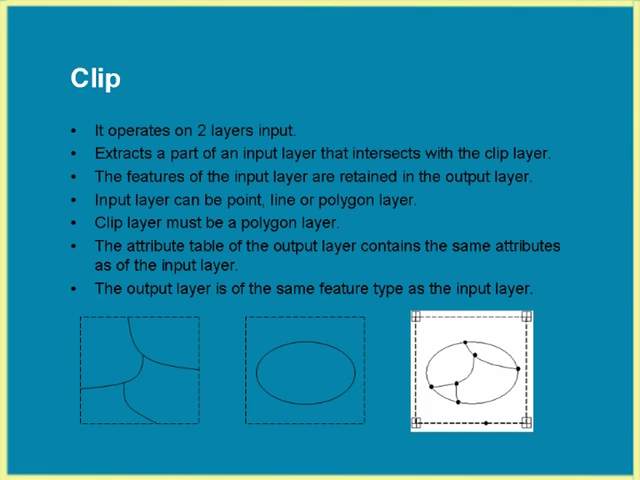 Clip
• It operates on 2 layers input.
• Extracts a part of an input layer that intersects with the clip layer.
• The features of the input layer are retained in the output layer.
• Input layer can be point, line or polygon layer.
• Clip layer must be a polygon layer.
• The attribute table of the output layer contains the same attributes
as of the input layer.
• The output layer is of the same feature type as the input layer.